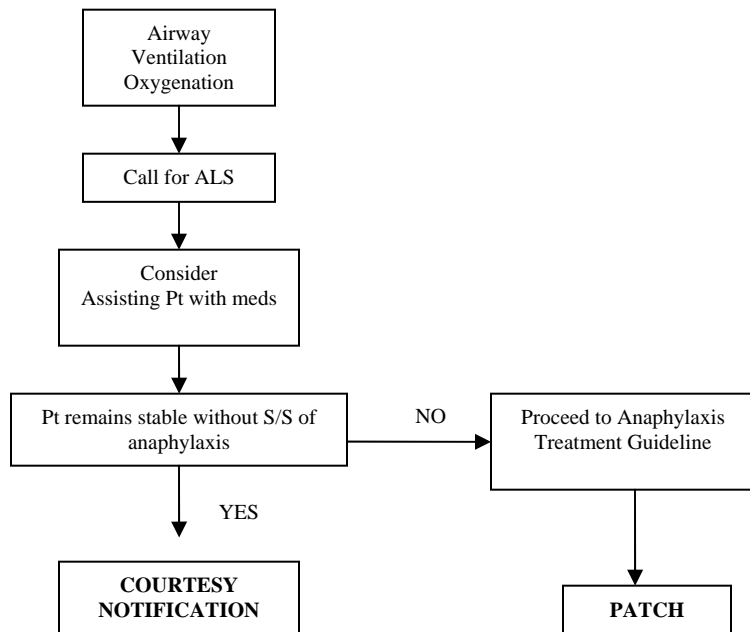 Airway
Ventilation
Oxygenation
Call for ALS
Consider
Assisting Pt with meds
Pt remains stable without S/S of
anaphylaxis
NO
Proceed to Anaphylaxis
Treatment Guideline
YES
COURTESY
NOTIFICATION
PATCH